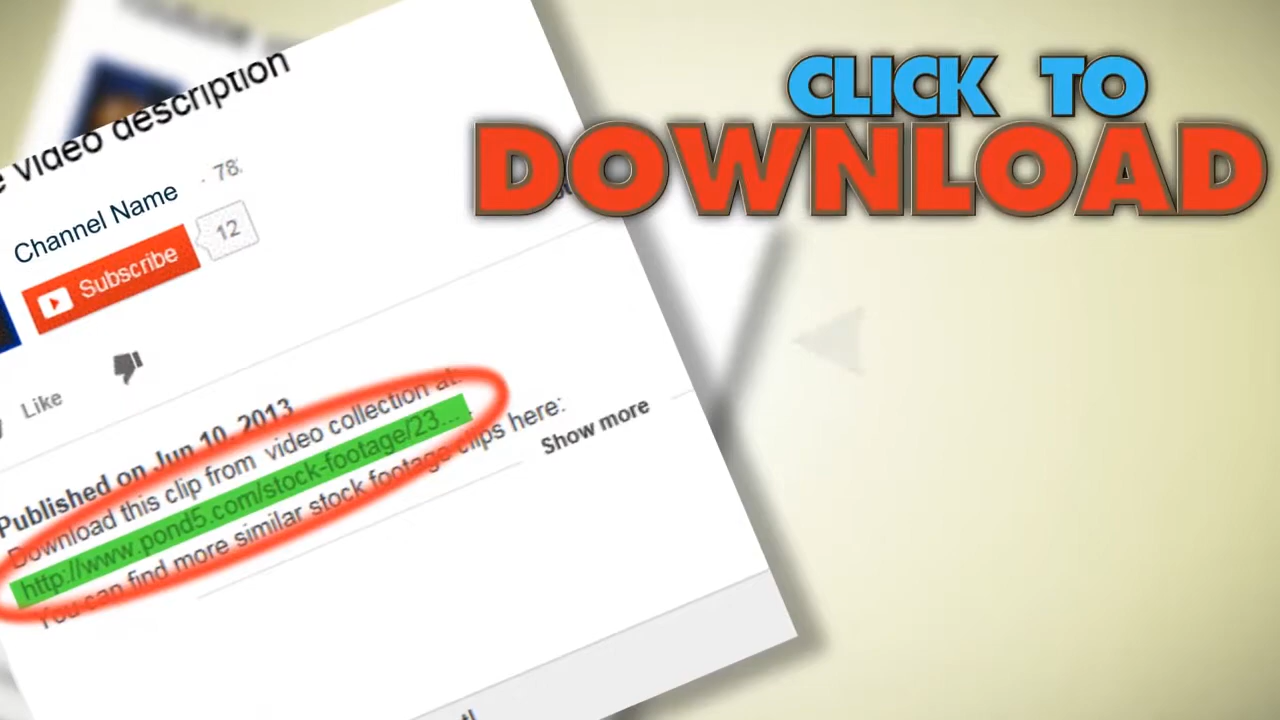 CLICK TO
DOWNLOAD
video description
Channel Name
78
Subscribe
12
Like
Published on Jun 10, 2013
Download this clip from video collection at:
http://www.pond5.com/stock-footage/23...
You can find more similar stock footage clips here:
Show more